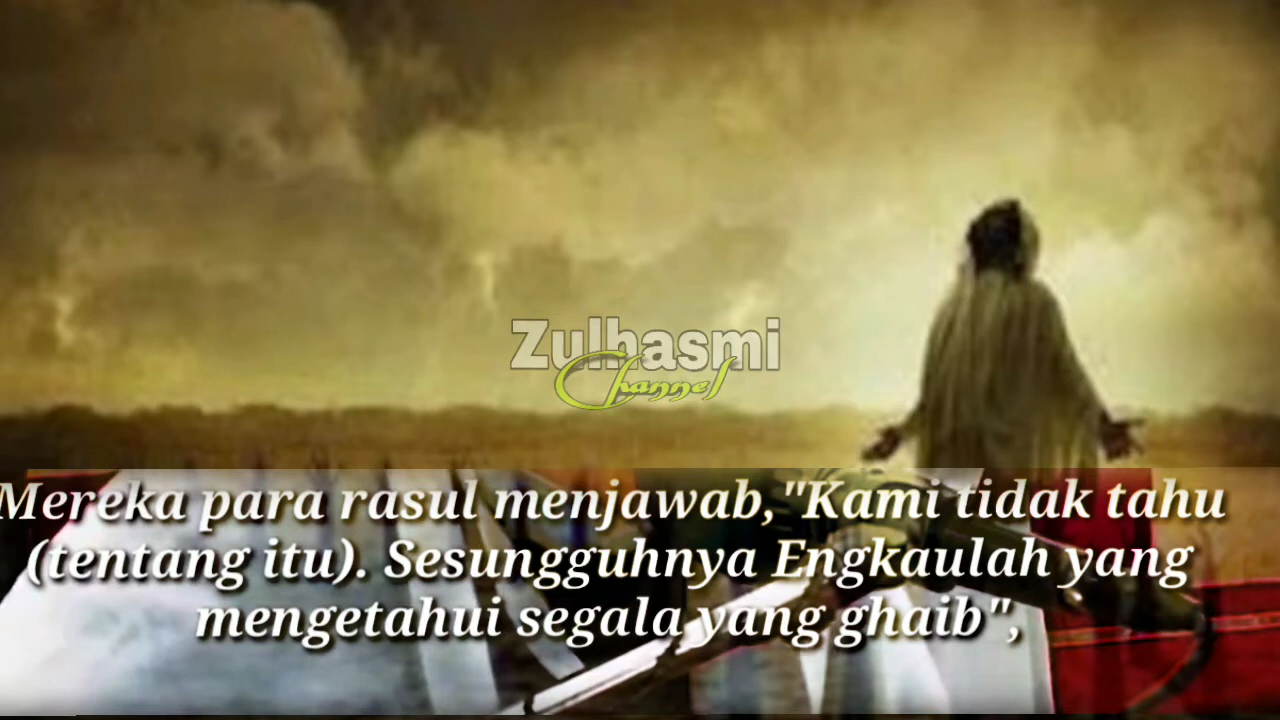 Zulhasmi
Channel
Mereka para rasul menjawab,"Kami tidak tahu
(tentang itu). Sesungguhnya Engkaulah yang
mengetahui segala yang ghaib",